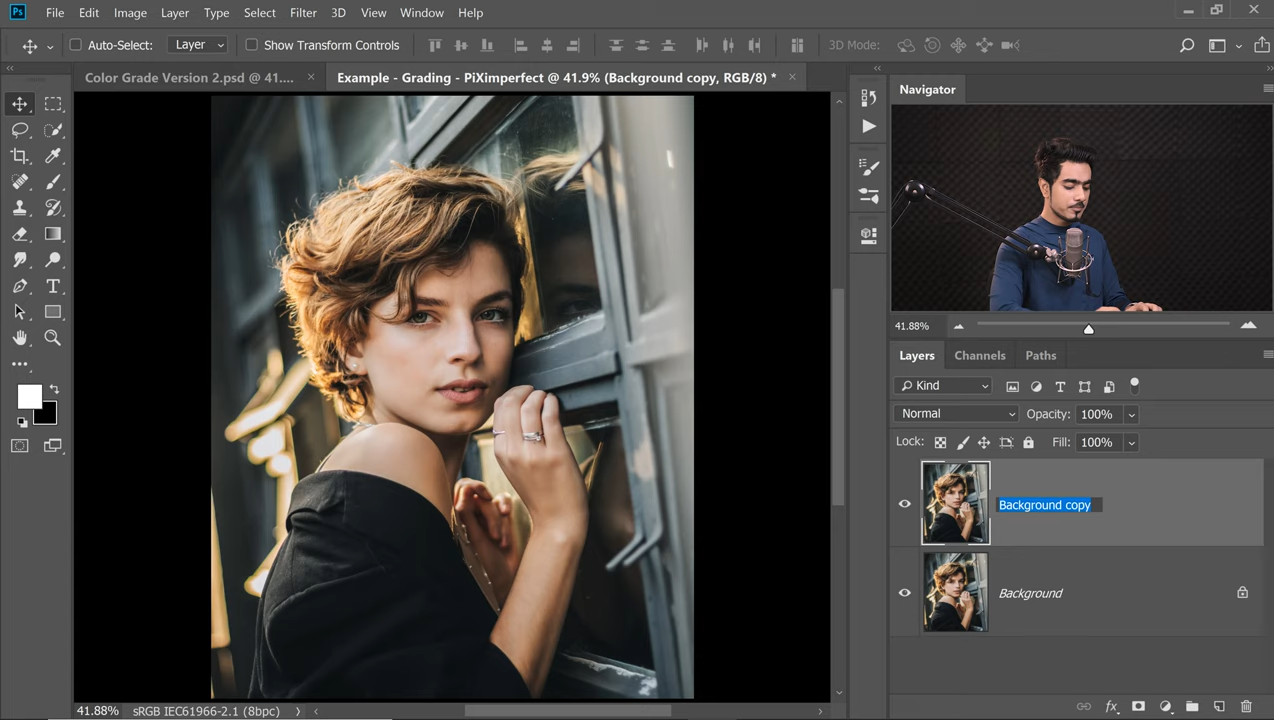 Ps File Edit Image Layer Type Select Filter 3D View Window Help
Auto-Select: Layer Show Transform Controls 3D Mode:
Color Grade Version 2.psd @ 41.... × Example - Grading - PiXimperfect @ 41.9% (Background copy, RGB/8) * ×
Navigator
41.88%
Layers Channels Paths
Kind
Normal Opacity: 100%
Lock: Fill: 100%
Background copy
Background
41.88% sRGB IEC61966-2.1 (8bpc)